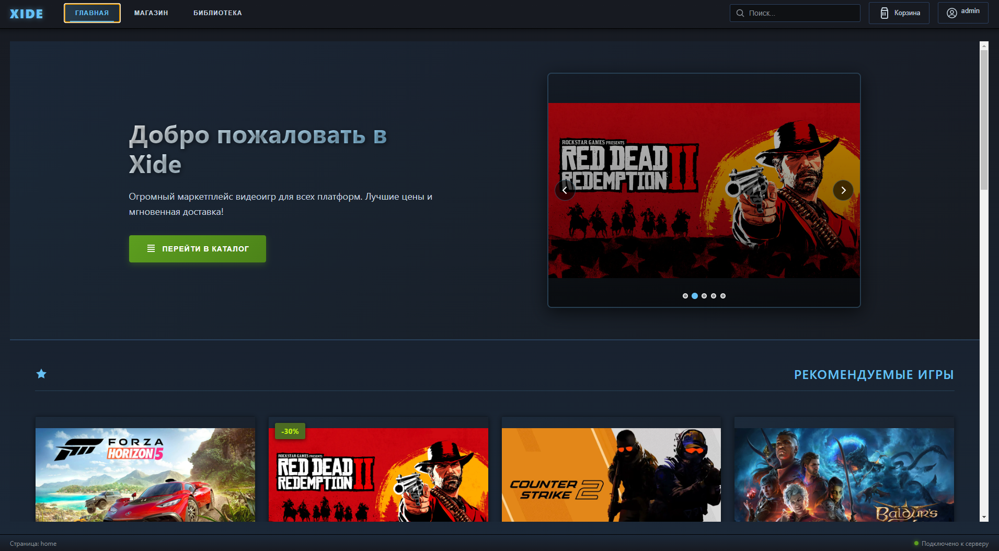 XIDE
ГЛАВНАЯ
МАГАЗИН
БИБЛИОТЕКА
Поиск...
Корзина
admin
Добро пожаловать в
Xide
Огромный маркетплейс видеоигр для всех платформ. Лучшие цены и
мгновенная доставка!
ПЕРЕЙТИ В КАТАЛОГ
ROCKSTAR GAMES PRESENTS
RED DEAD
REDEMPTION II
РЕКОМЕНДУЕМЫЕ ИГРЫ
FORZA
HORIZON 5
-30%
ROCKSTAR GAMES PRESENTS
RED DEAD
REDEMPTION II
COUNTER
STRIKE 2
BALDUR'S
Страница: home
Подключено к серверу